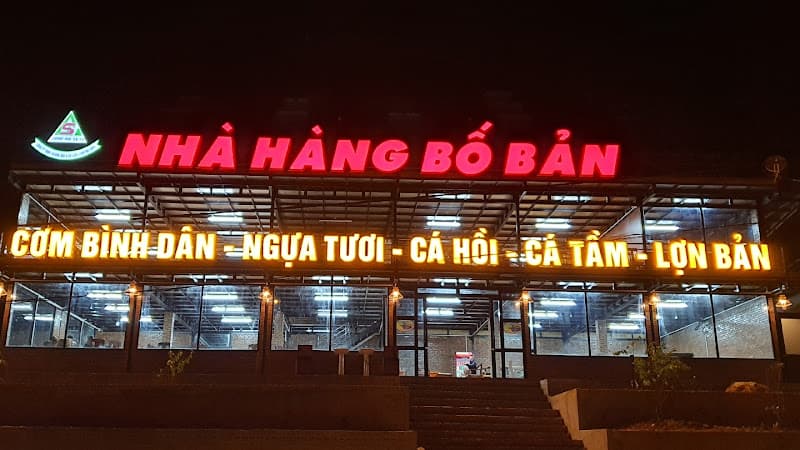 S
NHÀ HÀNG BỐ BẢN
CƠM BÌNH DÂN - NGỰA TƯƠI - CÁ HỒI - CÁ TẦM - LỢN BẢN